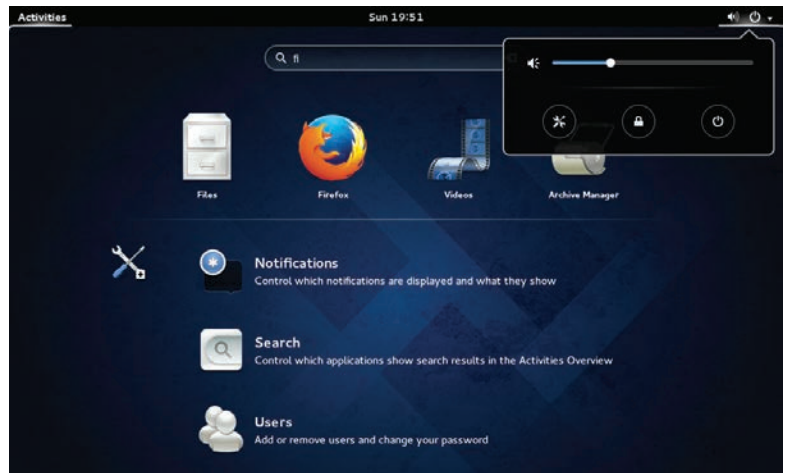 Activities
Sun 19:51
fi
Files
Firefox
Videos
Archive Manager
Notifications
Control which notifications are displayed and what they show
Search
Control which applications show search results in the Activities Overview
Users
Add or remove users and change your password